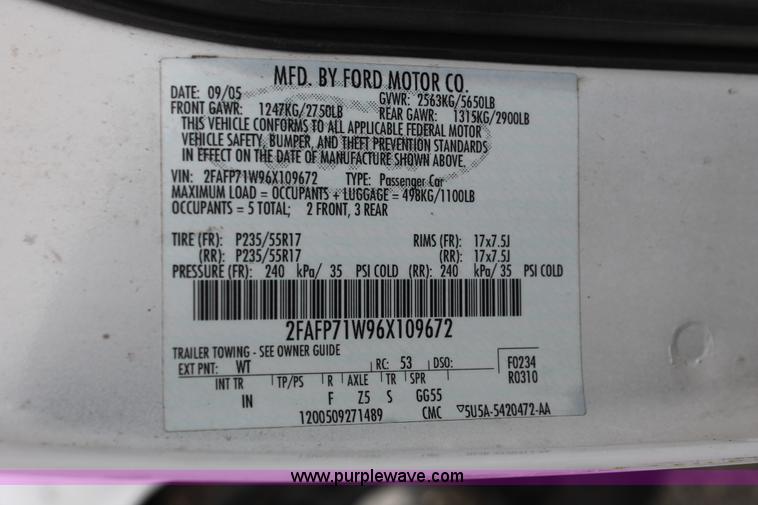 MFD. BY FORD MOTOR CO.
DATE: 09/05 GVWR: 2563KG/5650LB
FRONT GAWR: 1247KG/2750LB REAR GAWR: 1315KG/2900LB
THIS VEHICLE CONFORMS TO ALL APPLICABLE FEDERAL MOTOR
VEHICLE SAFETY, BUMPER, AND THEFT PREVENTION STANDARDS
IN EFFECT ON THE DATE OF MANUFACTURE SHOWN ABOVE.
VIN: 2FAFP71W96X109672 TYPE: Passenger Car
MAXIMUM LOAD = OCCUPANTS + LUGGAGE = 498KG/1100LB
OCCUPANTS = 5 TOTAL; 2 FRONT, 3 REAR
TIRE (FR): P235/55R17 RIMS (FR): 17x7.5J
(RR): P235/55R17 (RR): 17x7.5J
PRESSURE (FR): 240 kPa/ 35 PSI COLD (RR): 240 kPa/ 35 PSI COLD
2FAFP71W96X109672
TRAILER TOWING - SEE OWNER GUIDE
EXT PNT: WT RC: 53 DSO: F0234
INT TR TP/PS R AXLE TR SPR R0310
IN F Z5 S GG55
1200509271489 CMC ▽5U5A-5420472-AA
www.purplewave.com